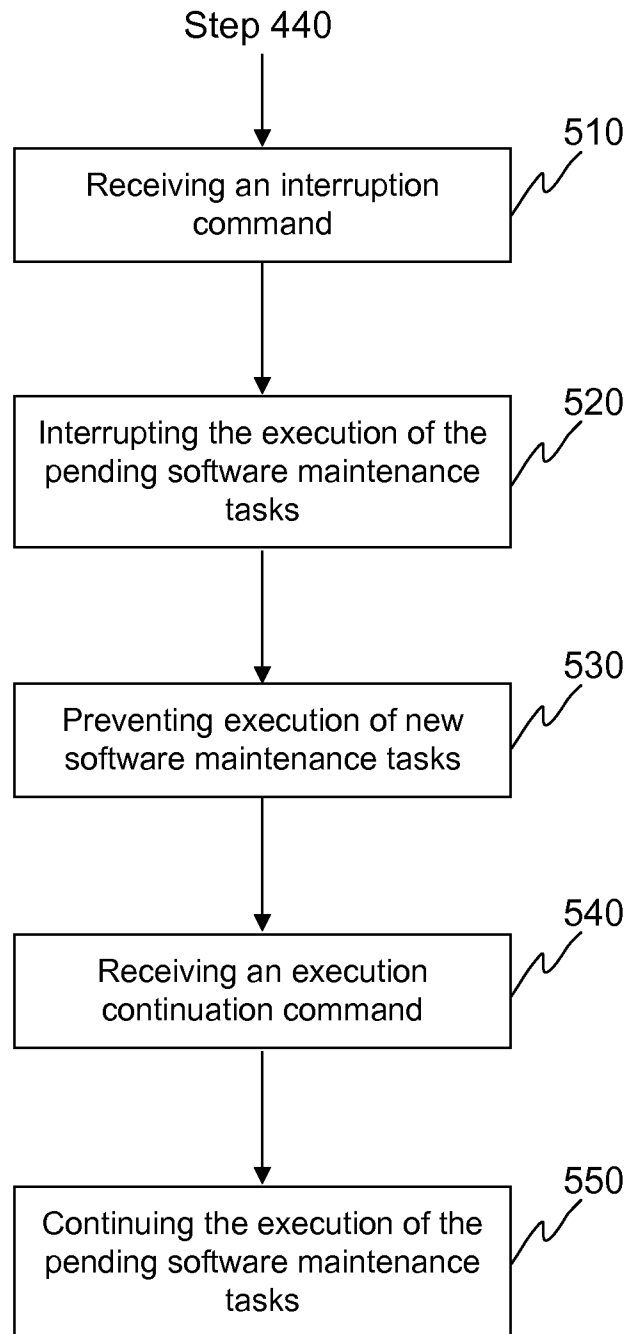 Step 440
510
Receiving an interruption
command
520
Interrupting the execution of the
pending software maintenance
tasks
530
Preventing execution of new
software maintenance tasks
540
Receiving an execution
continuation command
550
Continuing the execution of the
pending software maintenance
tasks